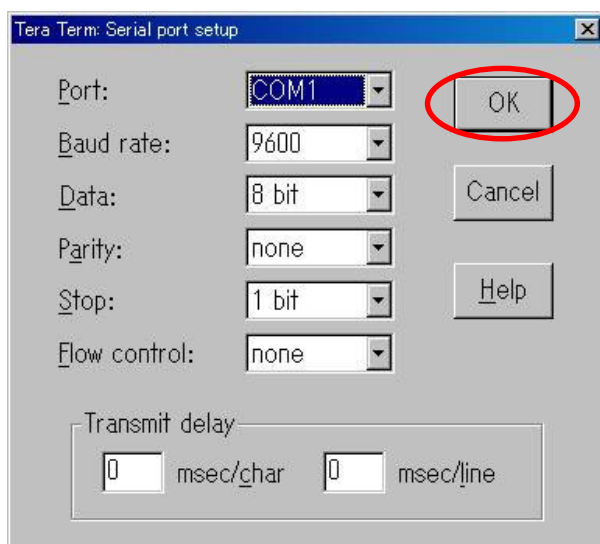 Tera Term: Serial port setup
Port: COM1
OK
Baud rate: 9600
Data: 8 bit
Cancel
Parity: none
Stop: 1 bit
Help
Flow control: none
Transmit delay
0 msec/char 0 msec/line